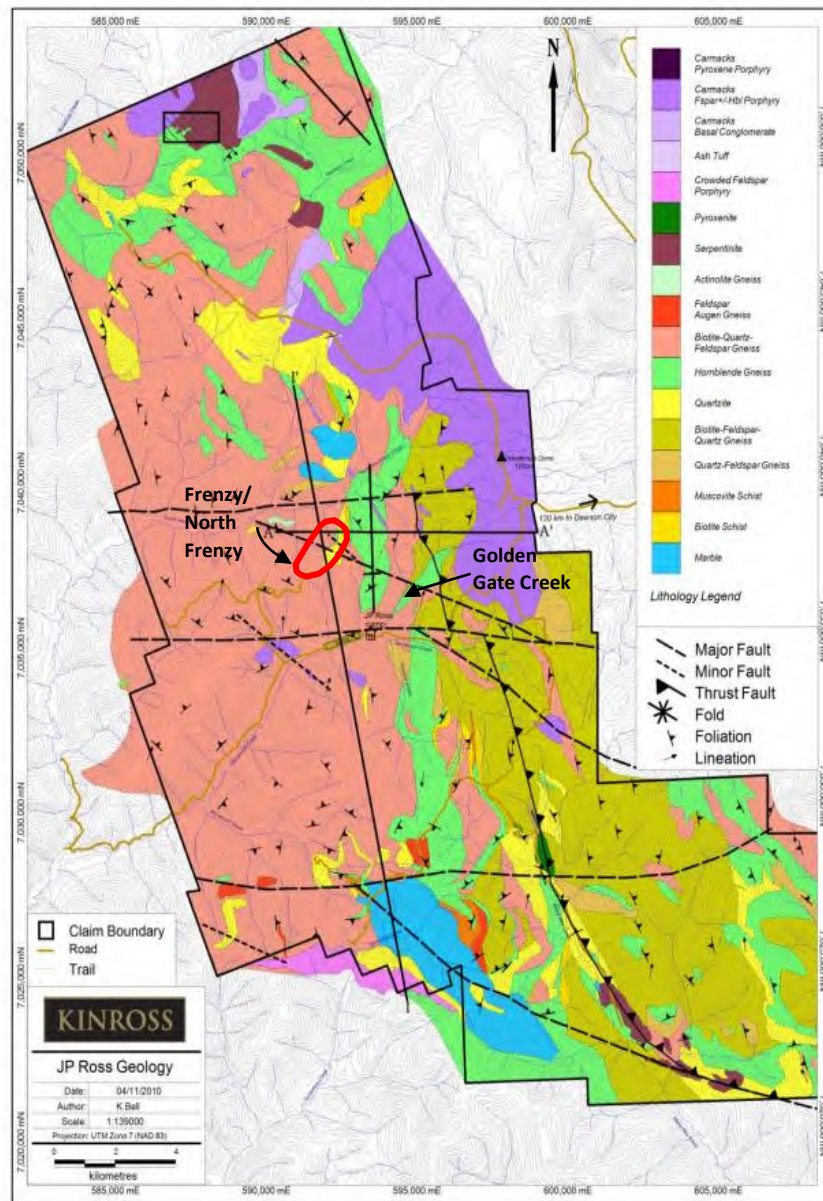 585,000 mE
590,000 mE
595,000 mE
600,000 mE
605,000 mE
7,050,000 mN
7,045,000 mN
7,040,000 mN
7,035,000 mN
7,030,000 mN
7,025,000 mN
7,020,000 mN
N
Carmacks
Pyroxene Porphyry
Carmacks
Fspar+/-Hbl Porphyry
Carmacks
Basal Conglomerate
Ash Tuff
Crowded Feldspar
Porphyry
Pyroxenite
Serpentinite
Actinolite Gneiss
Feldspar
Augen Gneiss
Biotite-Quartz-
Feldspar Gneiss
Hornblende Gneiss
Quartzite
Biotite-Feldspar-
Quartz Gneiss
Quartz-Feldspar Gneiss
Muscovite Schist
Biotite Schist
Marble
Lithology Legend
Major Fault
Minor Fault
Thrust Fault
Fold
Foliation
Lineation
130 km to Dawson City
Frenzy/
North
Frenzy
A
A'
Golden
Gate Creek
JP Ross
Claim Boundary
Road
Trail
KINROSS
JP Ross Geology
Date: 04/11/2010
Author: K Ball
Scale: 1:139000
Projection: UTM Zone 7 (NAD 83)
0 2 4
kilometres
585,000 mE
590,000 mE
595,000 mE
600,000 mE
605,000 mE